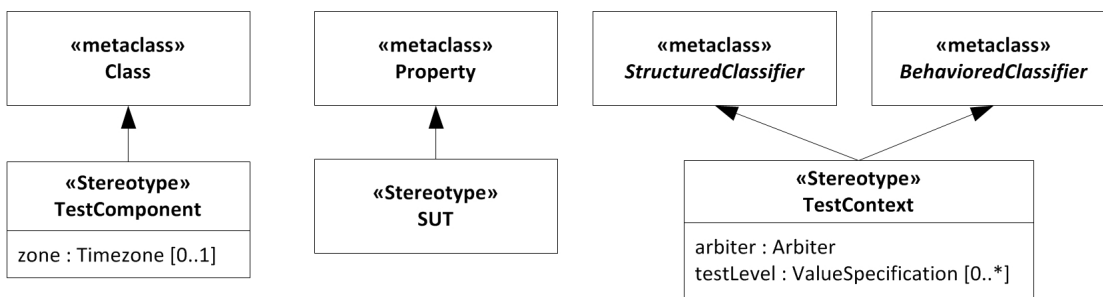 «metaclass»
Class
«metaclass»
Property
«metaclass»
StructuredClassifier
«metaclass»
BehavioredClassifier
«Stereotype»
TestComponent
zone : Timezone [0..1]
«Stereotype»
SUT
«Stereotype»
TestContext
arbiter : Arbiter
testLevel : ValueSpecification [0..*]